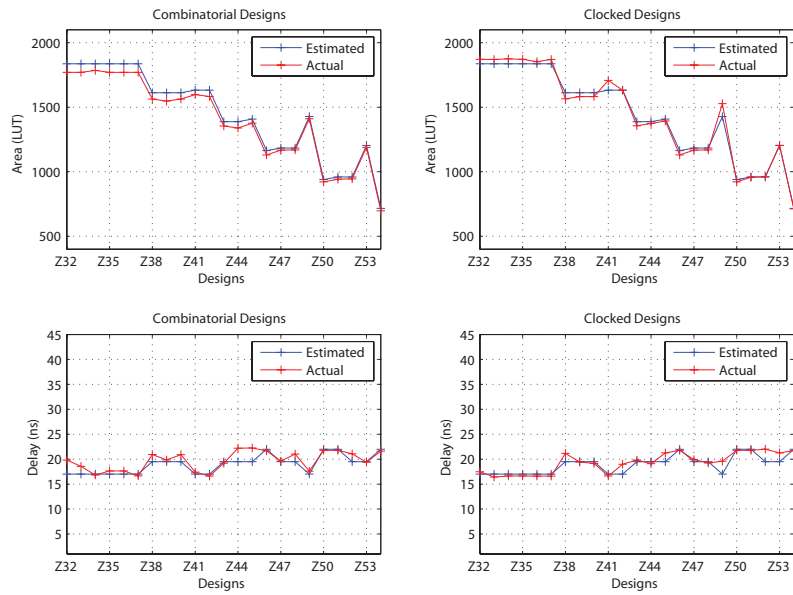 Combinatorial Designs
2000
1500
1000
500
Area (LUT)
Estimated
Actual
Z32 Z35 Z38 Z41 Z44 Z47 Z50 Z53
Designs
Clocked Designs
2000
1500
1000
500
Area (LUT)
Estimated
Actual
Z32 Z35 Z38 Z41 Z44 Z47 Z50 Z53
Designs
Combinatorial Designs
45
40
35
30
25
20
15
10
5
Delay (ns)
Estimated
Actual
Z32 Z35 Z38 Z41 Z44 Z47 Z50 Z53
Designs
Clocked Designs
45
40
35
30
25
20
15
10
5
Delay (ns)
Estimated
Actual
Z32 Z35 Z38 Z41 Z44 Z47 Z50 Z53
Designs